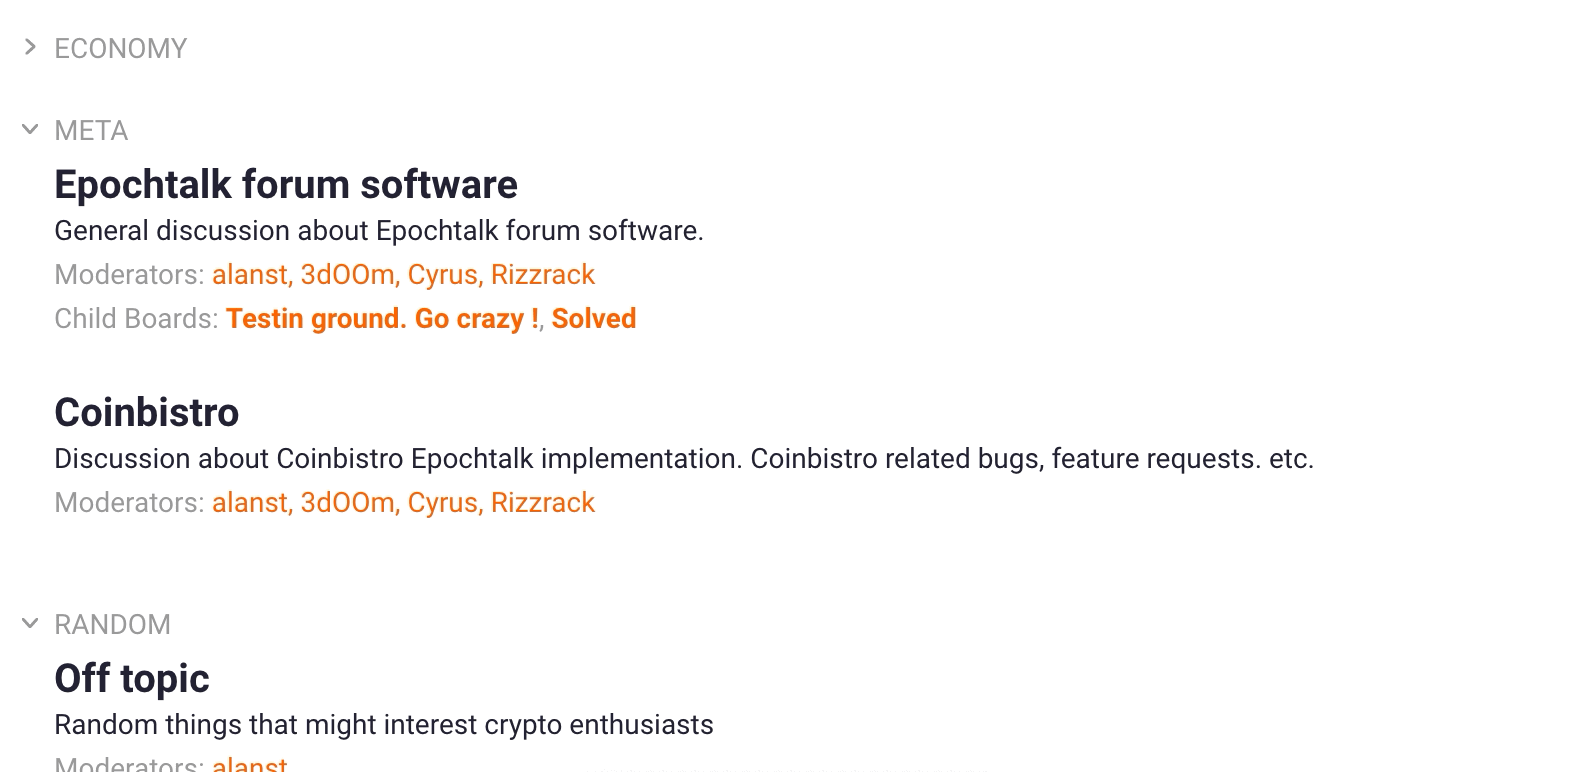 ECONOMY
META
Epochtalk forum software
General discussion about Epochtalk forum software.
Moderators: alanst, 3dOOm, Cyrus, Rizzrack
Child Boards: Testin ground. Go crazy !, Solved
Coinbistro
Discussion about Coinbistro Epochtalk implementation. Coinbistro related bugs, feature requests. etc.
Moderators: alanst, 3dOOm, Cyrus, Rizzrack
RANDOM
Off topic
Random things that might interest crypto enthusiasts
Moderators: alanst